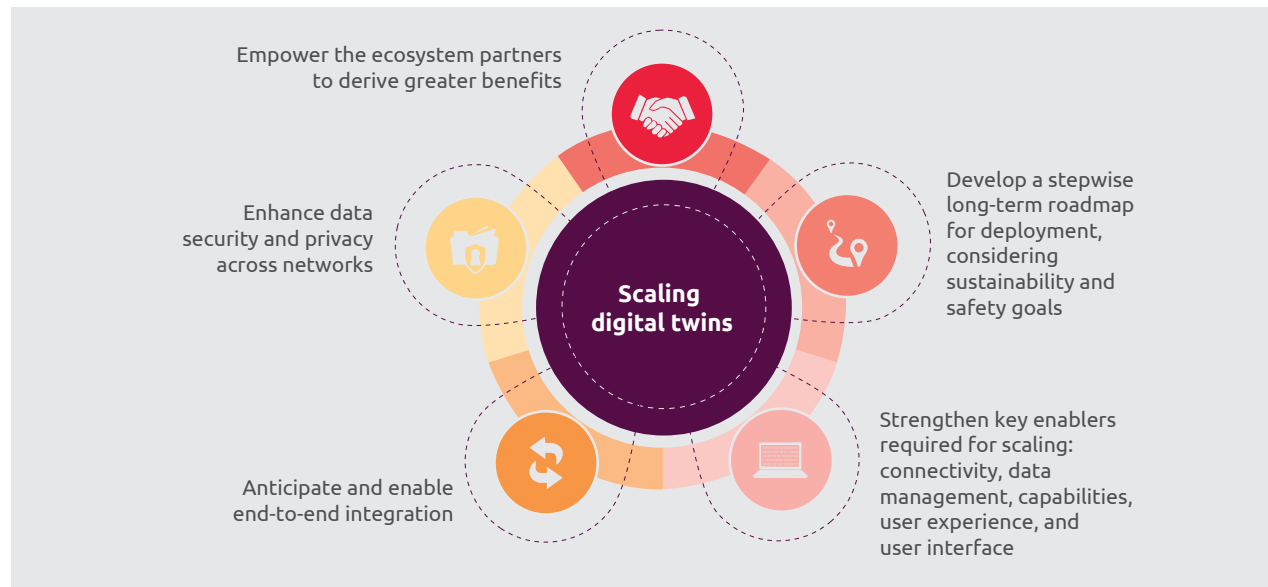 Empower the ecosystem partners
to derive greater benefits
Develop a stepwise
long-term roadmap
for deployment,
considering
sustainability and
safety goals
Enhance data
security and privacy
across networks
Scaling
digital twins
Strengthen key enablers
required for scaling:
connectivity, data
management, capabilities,
user experience, and
user interface
Anticipate and enable
end-to-end integration